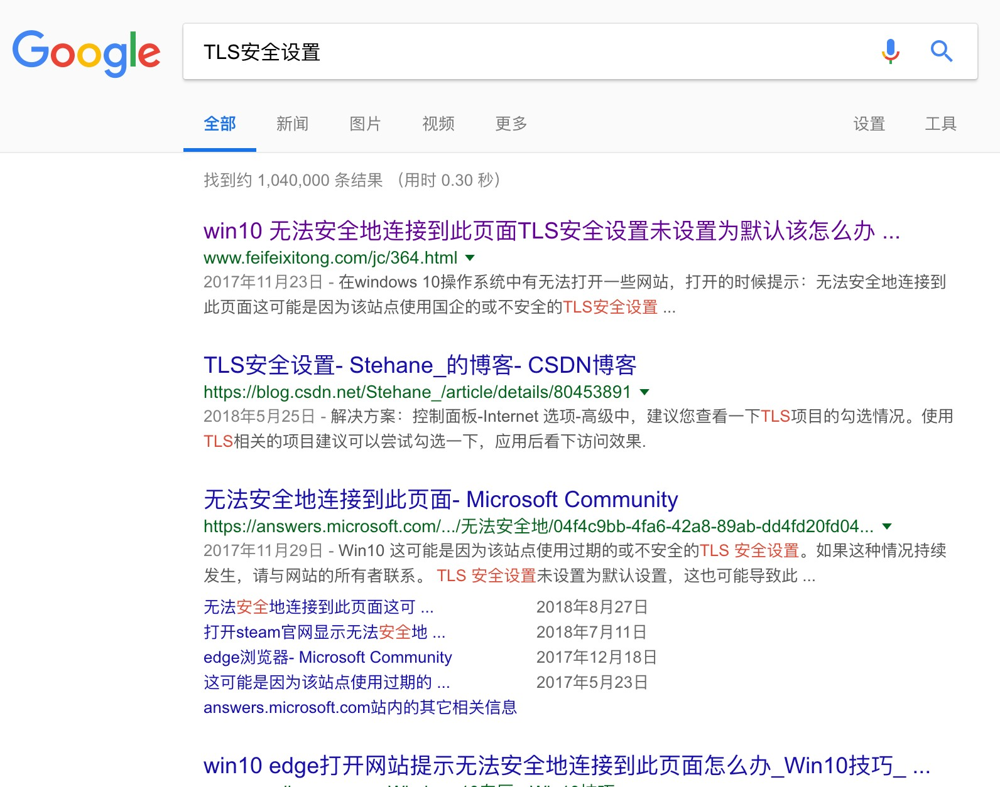 Google
TLS安全设置
全部 新闻 图片 视频 更多 设置 工具
找到约 1,040,000 条结果 （用时 0.30 秒）
win10 无法安全地连接到此页面TLS安全设置未设置为默认该怎么办 ...
www.feifeixitong.com/jc/364.html
2017年11月23日 - 在windows 10操作系统中有无法打开一些网站，打开的时候提示：无法安全地连接到
此页面这可能是因为该站点使用国企的或不安全的TLS安全设置 ...
TLS安全设置- Stehane_的博客- CSDN博客
https://blog.csdn.net/Stehane_/article/details/80453891
2018年5月25日 - 解决方案：控制面板-Internet 选项-高级中，建议您查看一下TLS项目的勾选情况。使用
TLS相关的项目建议可以尝试勾选一下，应用后看下访问效果.
无法安全地连接到此页面- Microsoft Community
https://answers.microsoft.com/.../无法安全地/04f4c9bb-4fa6-42a8-89ab-dd4fd20fd04...
2017年11月29日 - Win10 这可能是因为该站点使用过期的或不安全的TLS 安全设置。如果这种情况持续
发生，请与网站的所有者联系。 TLS 安全设置未设置为默认设置，这也可能导致此 ...
无法安全地连接到此页面这可 ... 2018年8月27日
打开steam官网显示无法安全地 ... 2018年7月11日
edge浏览器- Microsoft Community 2017年12月18日
这可能是因为该站点使用过期的 ... 2017年5月23日
answers.microsoft.com站内的其它相关信息
win10 edge打开网站提示无法安全地连接到此页面怎么办_Win10技巧_ ...